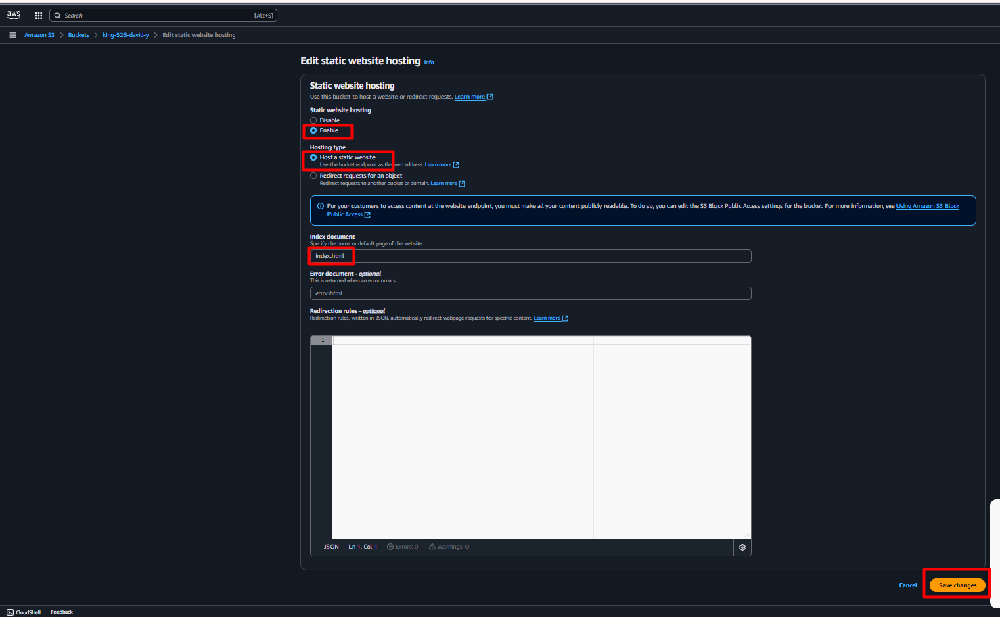 aws
Search [Alt+S]
Amazon S3 > Buckets > king-526-david-y > Edit static website hosting
Edit static website hosting Info
Static website hosting
Use this bucket to host a website or redirect requests. Learn more
Static website hosting
Disable
Enable
Hosting type
Host a static website
Use the bucket endpoint as the web address. Learn more
Redirect requests for an object
Redirect requests to another bucket or domain. Learn more
For your customers to access content at the website endpoint, you must make all your content publicly readable. To do so, you can edit the S3 Block Public Access settings for the bucket. For more information, see Using Amazon S3 Block
Public Access
Index document
Specify the home or default page of the website.
index.html
Error document - optional
This is returned when an error occurs.
error.html
Redirection rules – optional
Redirection rules, written in JSON, automatically redirect webpage requests for specific content. Learn more
1
JSON Ln 1, Col 1 Errors: 0 Warnings: 0
Cancel Save changes
CloudShell Feedback